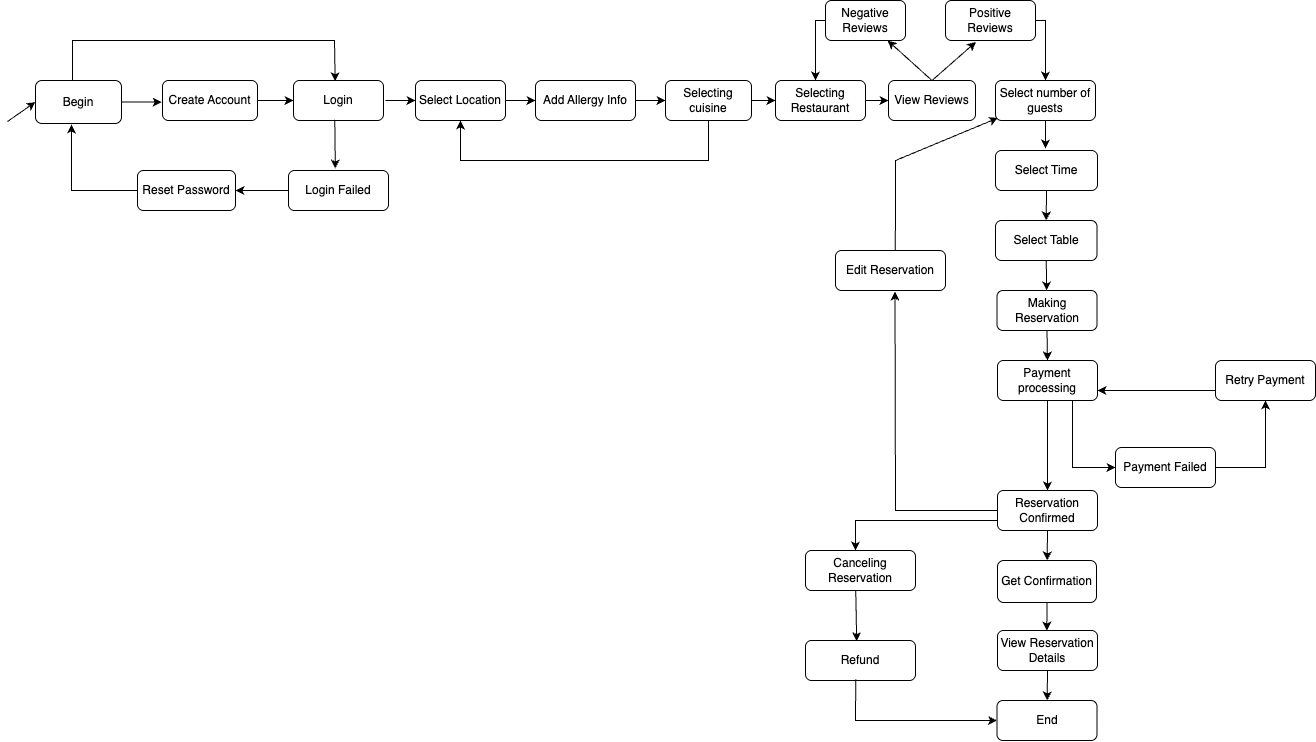 Negative
Reviews
Positive
Reviews
Begin
Create Account
Login
Select Location
Add Allergy Info
Selecting
cuisine
Selecting
Restaurant
View Reviews
Select number of
guests
Reset Password
Login Failed
Select Time
Select Table
Edit Reservation
Making
Reservation
Payment
processing
Retry Payment
Payment Failed
Reservation
Confirmed
Canceling
Reservation
Get Confirmation
Refund
View Reservation
Details
End